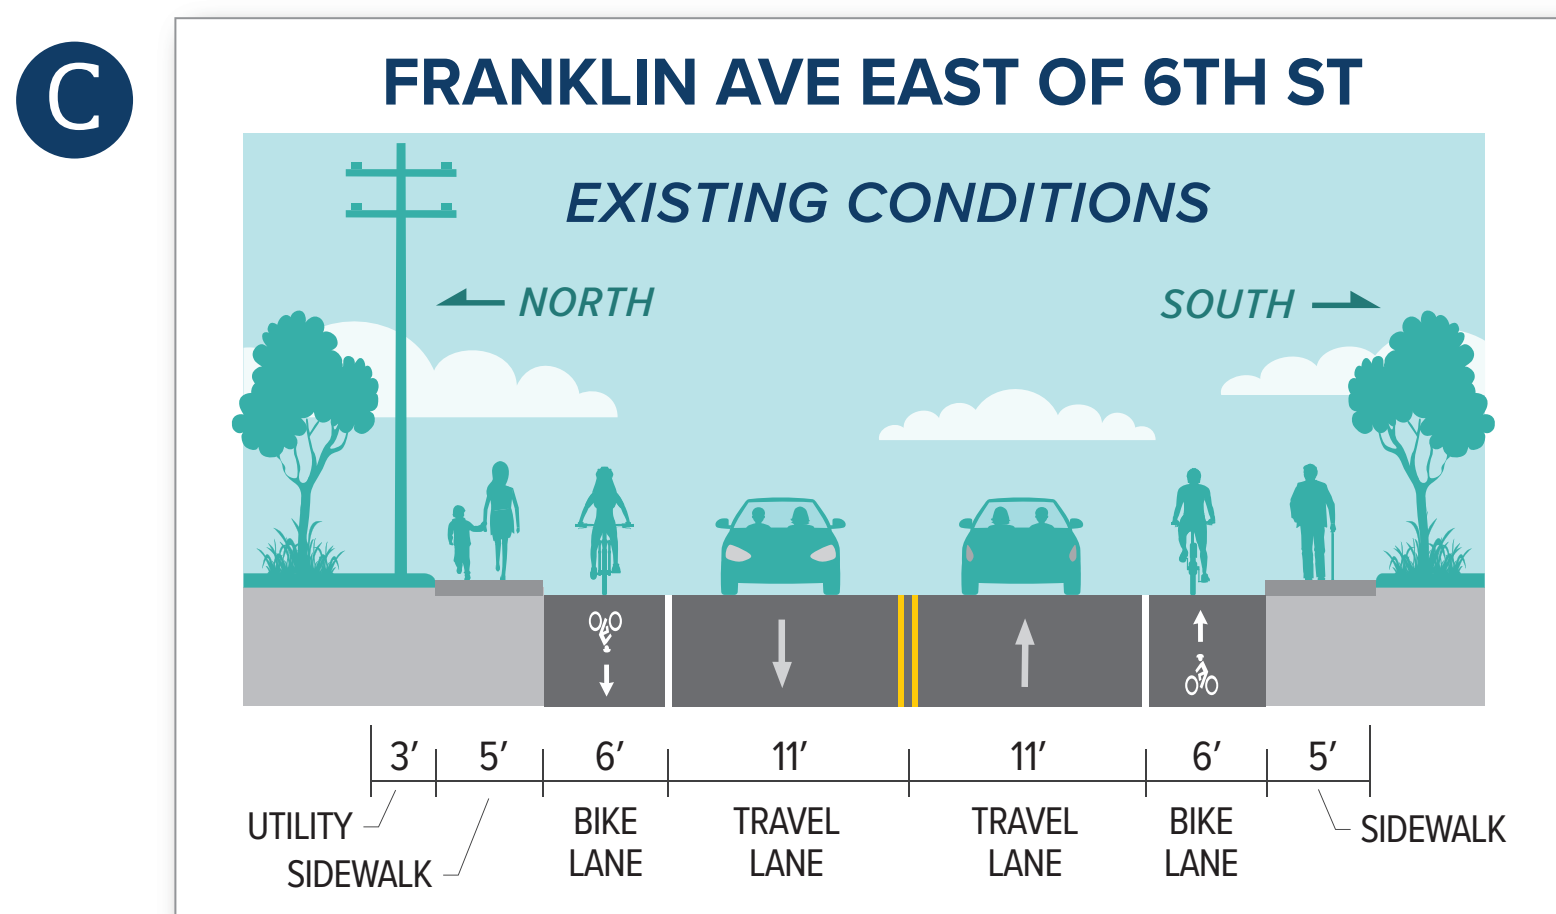 C
FRANKLIN AVE EAST OF 6TH ST
EXISTING CONDITIONS
NORTH
SOUTH
3’ 5’ 6’ 11’ 11’ 6’ 5’
UTILITY
SIDEWALK
BIKE
LANE
TRAVEL
LANE
TRAVEL
LANE
BIKE
LANE
SIDEWALK